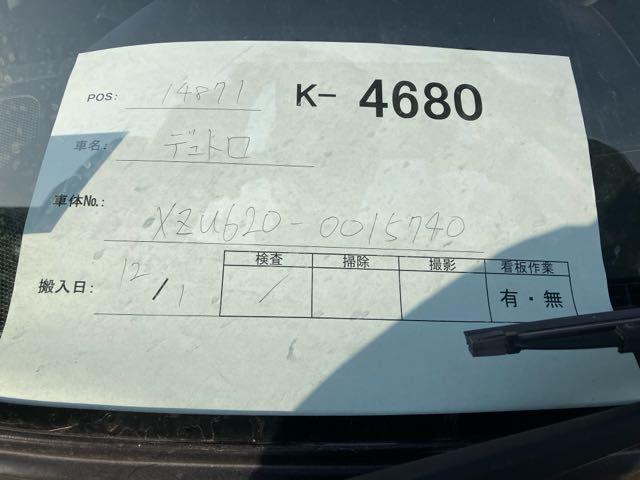 POS: 14871 K- 4680
車名: デュトロ
車体No.: XZU620-0015740
検査 掃除 撮影 看板作業
搬入日: 12/1 / 有・無